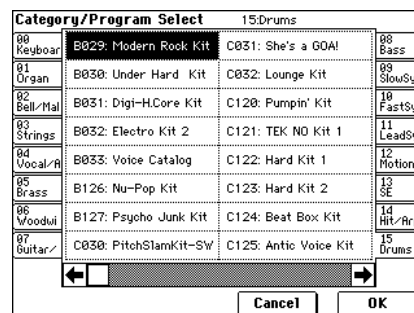 Category/Program Select 15:Drums
00 Keyboar
01 Organ
02 Bell/Mal
03 Strings
04 Vocal/A
05 Brass
06 Woodwi
07 Guitar/
B029: Modern Rock Kit
B030: Under Hard Kit
B031: Digi-H.Core Kit
B032: Electro Kit 2
B033: Voice Catalog
B126: Nu-Pop Kit
B127: Psycho Junk Kit
C030: PitchSlamKit-SW
C031: She's a GOA!
C032: Lounge Kit
C120: Pumpin' Kit
C121: TEK NO Kit 1
C122: Hard Kit 1
C123: Hard Kit 2
C124: Beat Box Kit
C125: Antic Voice Kit
08 Bass
09 SlowSy
10 FastSy
11 LeadSy
12 Motion
13 SE
14 Hit/Ar
15 Drums
Cancel OK